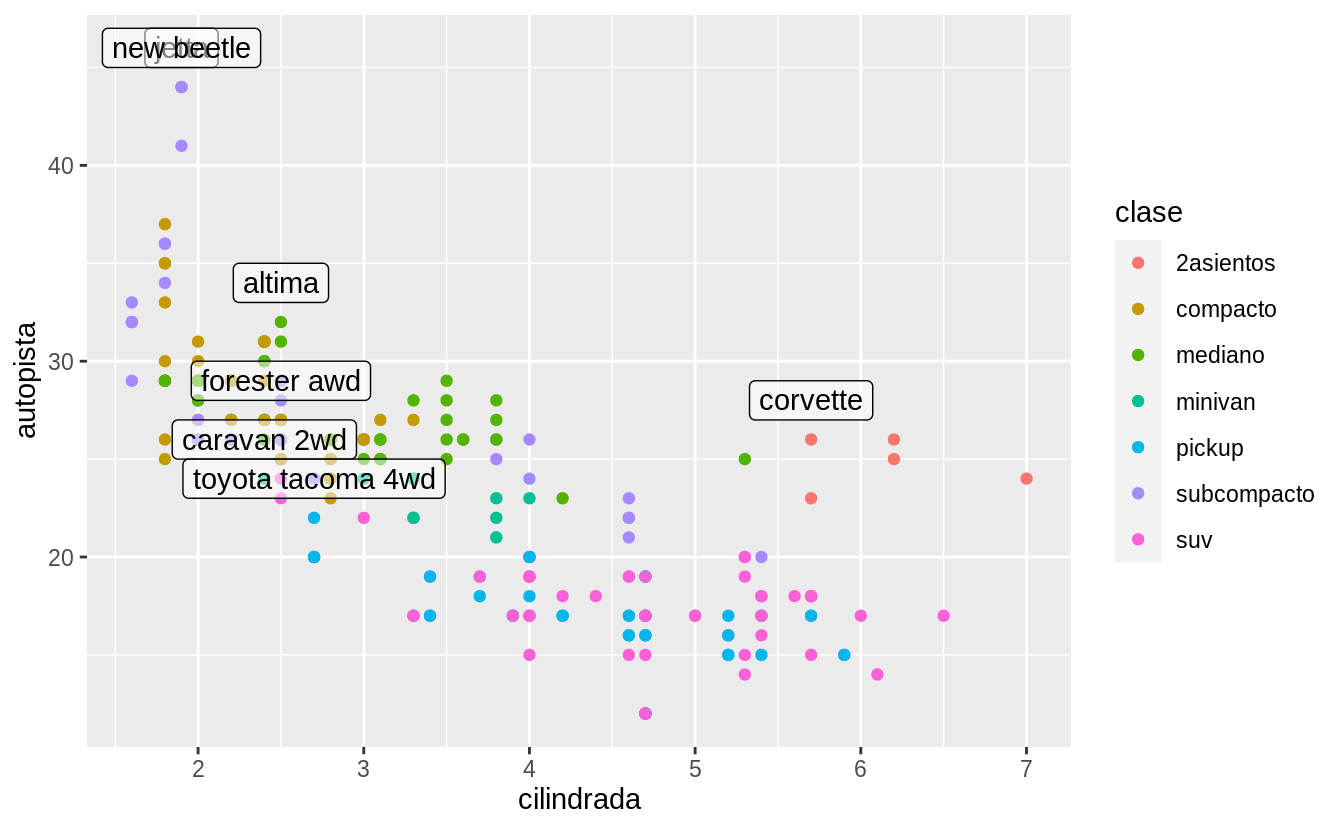 new beetle
jetta
40
altima
30
forester awd
corvette
caravan 2wd
toyota tacoma 4wd
20
autopista
2 3 4 5 6 7
cilindrada
clase
2asientos
compacto
mediano
minivan
pickup
subcompacto
suv